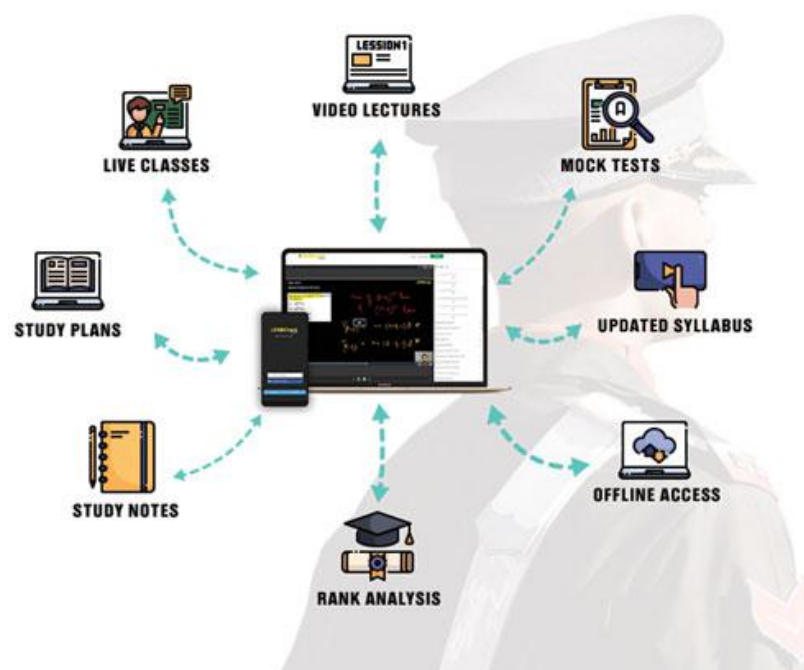 LESSION1
VIDEO LECTURES
LIVE CLASSES
MOCK TESTS
STUDY PLANS
UPDATED SYLLABUS
STUDY NOTES
OFFLINE ACCESS
RANK ANALYSIS